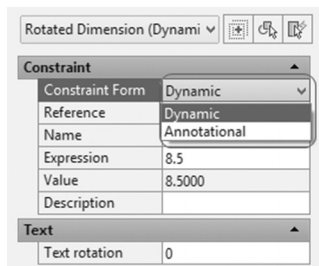 Rotated Dimension (Dynami
Constraint
Constraint Form Dynamic
Reference Dynamic
Name Annotational
Expression 8.5
Value 8.5000
Description
Text
Text rotation 0